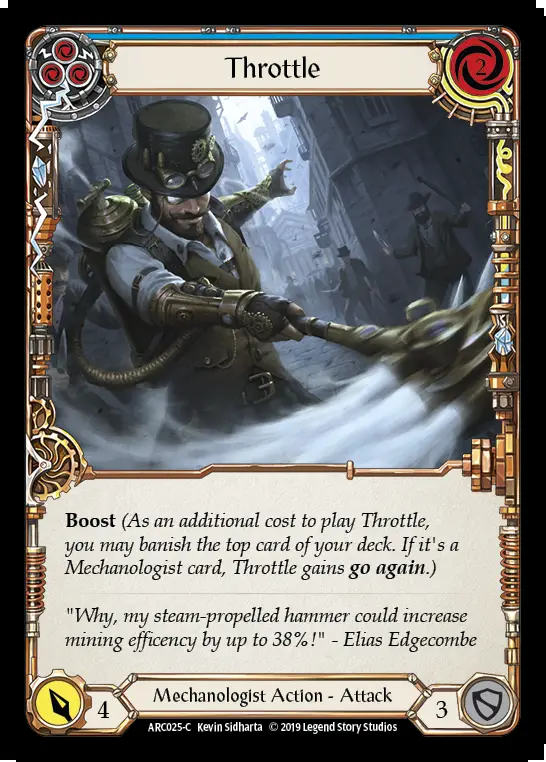 Throttle
2
Boost (As an additional cost to play Throttle,
you may banish the top card of your deck. If it's a
Mechanologist card, Throttle gains go again.)
"Why, my steam-propelled hammer could increase
mining efficency by up to 38%!" - Elias Edgecombe
4
Mechanologist Action - Attack
3
ARC025-C Kevin Sidharta © 2019 Legend Story Studios